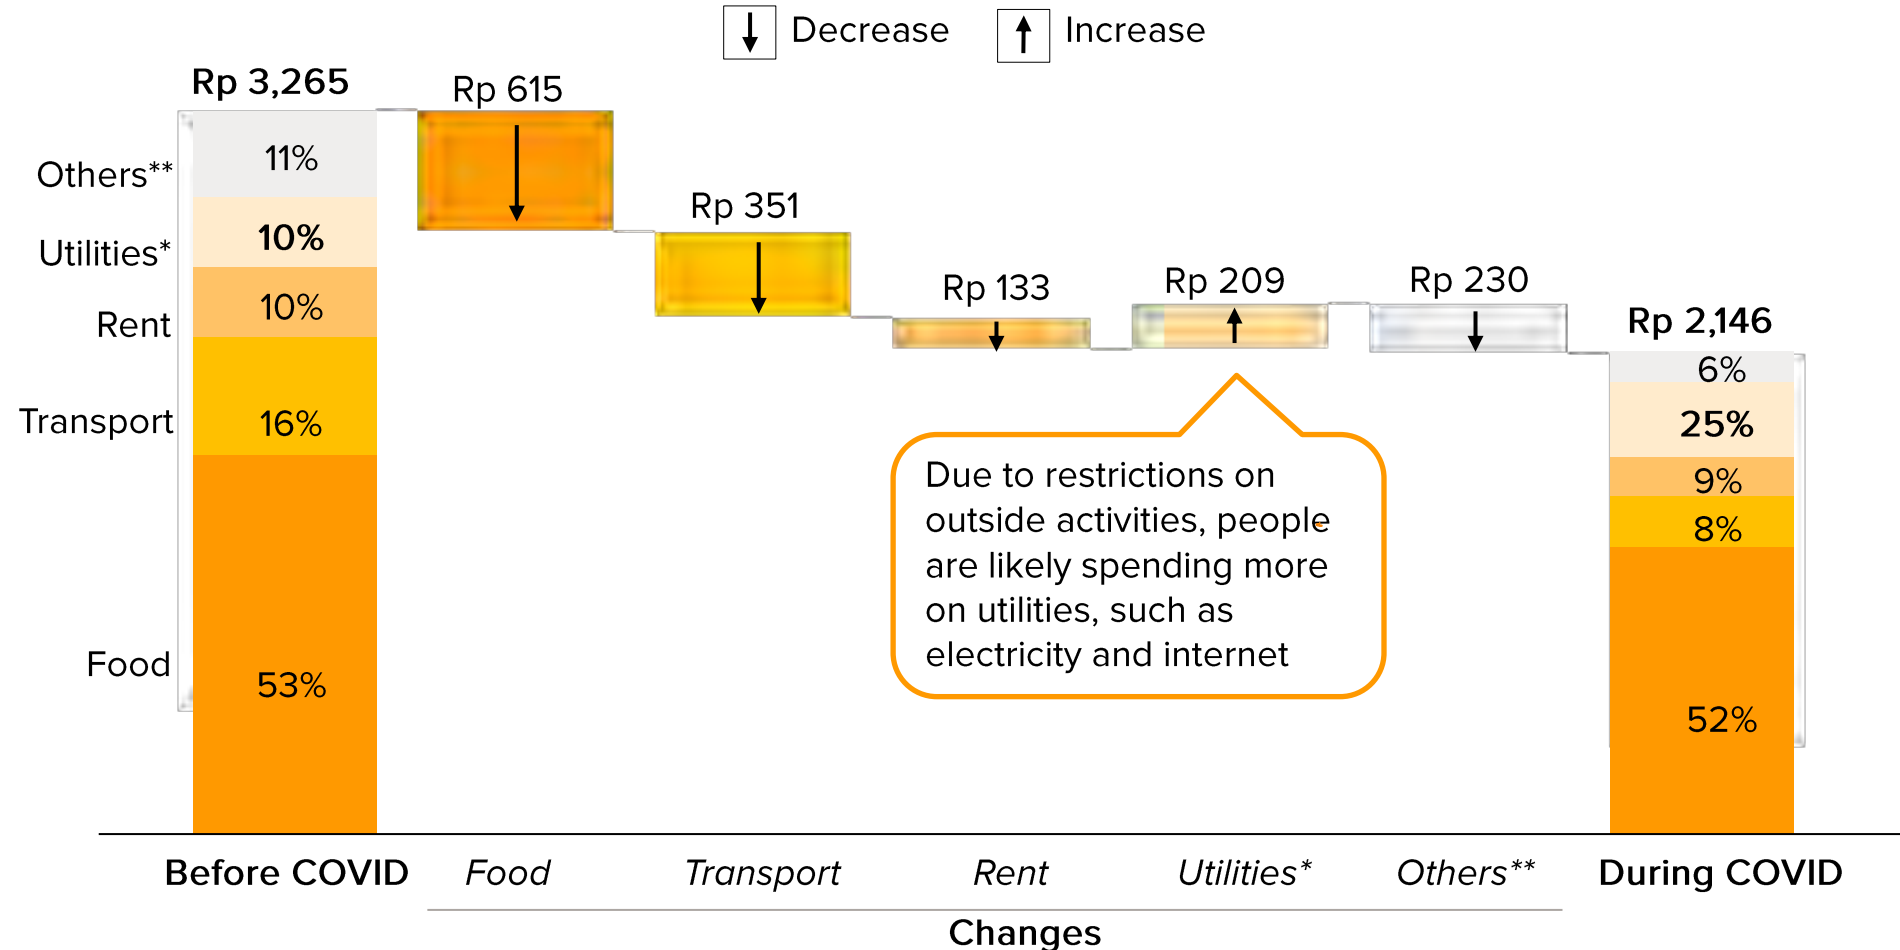 Decrease
Increase
Rp 3,265
Rp 615
Rp 351
Rp 133
Rp 209
Rp 230
Rp 2,146
Others**
11%
Utilities*
10%
Rent
10%
Transport
16%
Food
53%
6%
25%
9%
8%
52%
Due to restrictions on
outside activities, people
are likely spending more
on utilities, such as
electricity and internet
Before COVID
Food
Transport
Rent
Utilities*
Others**
During COVID
Changes